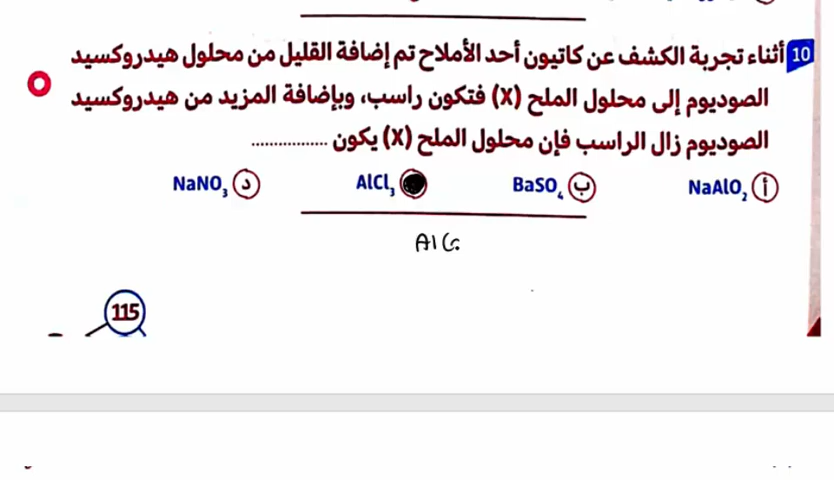 10 أثناء تجربة الكشف عن كاتيون أحد الأملاح تم إضافة القليل من محلول هيدروكسيد
الصوديوم إلى محلول الملح (X) فتكون راسب، وبإضافة المزيد من هيدروكسيد
الصوديوم زال الراسب فإن محلول الملح (X) يكون ..................
أ NaAlO₂ ب BaSO₄ AlCl₃ د NaNO₃
115